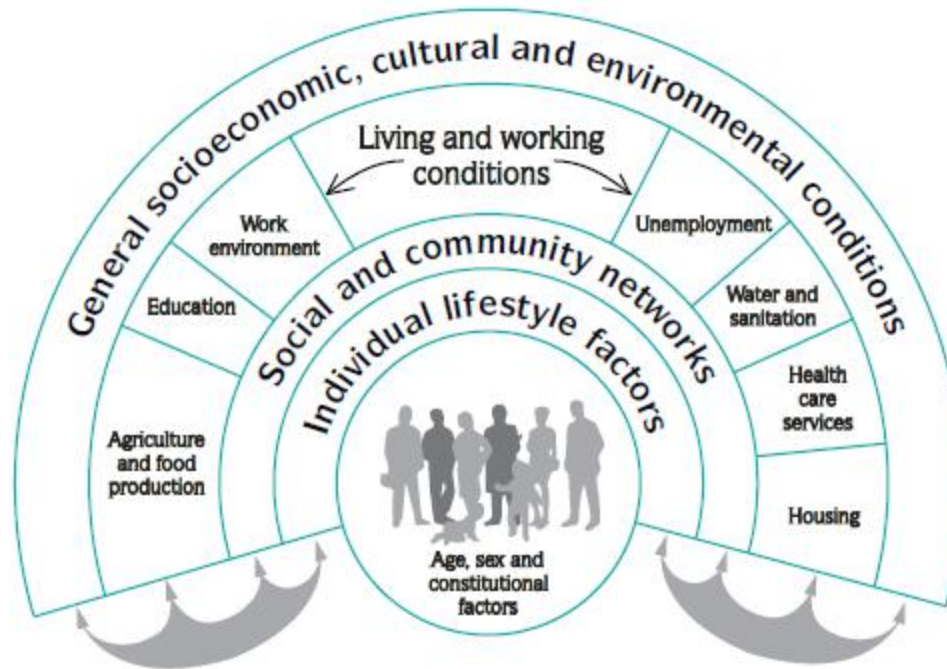 General socioeconomic, cultural and environmental conditions
Living and working
conditions
Work
environment
Unemployment
Education
Water and
sanitation
Agriculture
and food
production
Health
care
services
Housing
Social and community networks
Individual lifestyle factors
Age, sex and
constitutional
factors